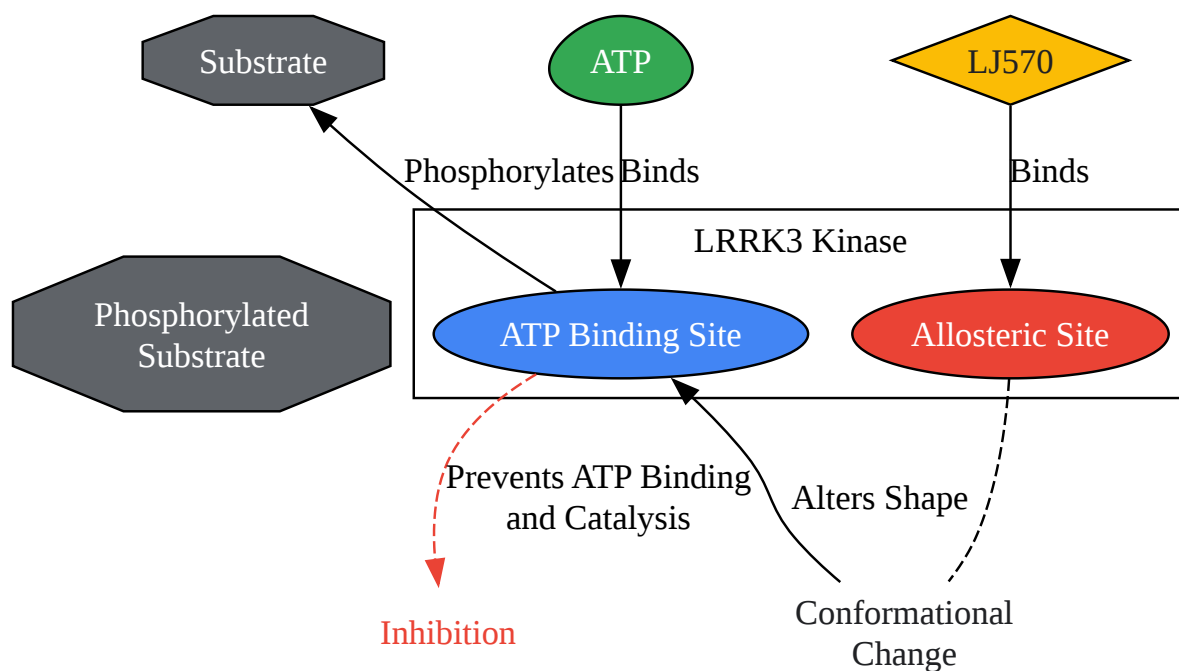 Substrate
ATP
LJ570
Phosphorylates
Binds
Binds
LRRK3 Kinase
Phosphorylated
Substrate
ATP Binding Site
Allosteric Site
Prevents ATP Binding
and Catalysis
Alters Shape
Inhibition
Conformational
Change